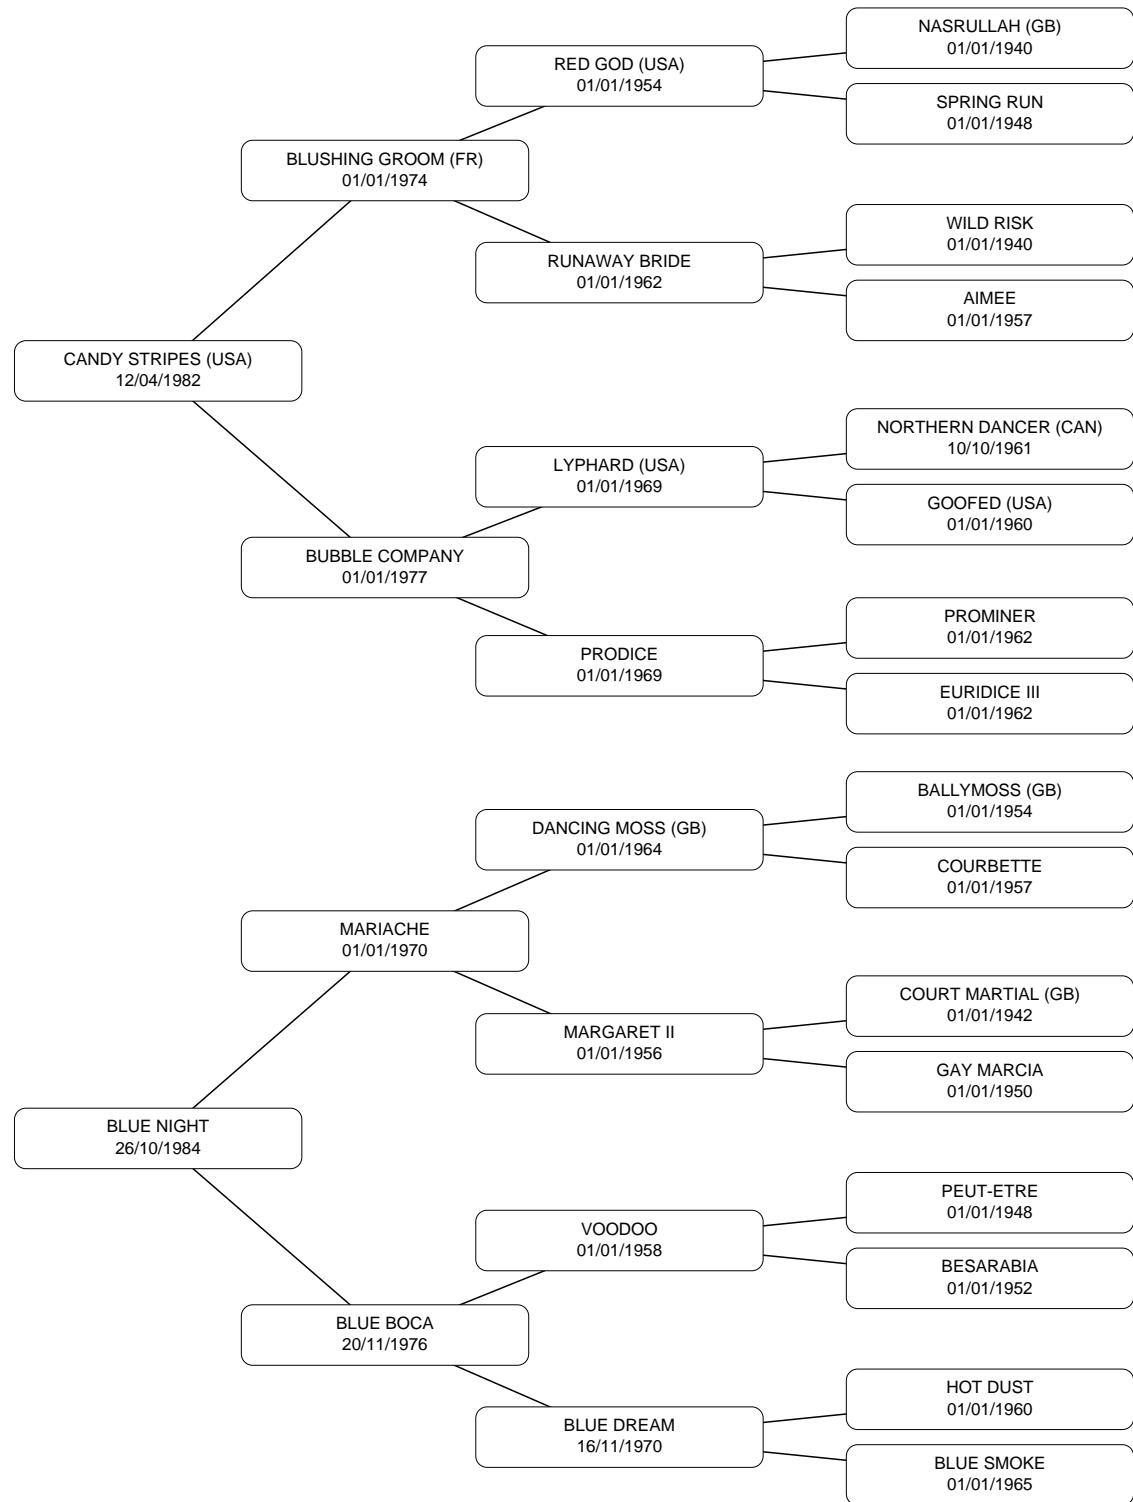 NASRULLAH (GB)
01/01/1940
RED GOD (USA)
01/01/1954
SPRING RUN
01/01/1948
BLUSHING GROOM (FR)
01/01/1974
WILD RISK
01/01/1940
RUNAWAY BRIDE
01/01/1962
AIMEE
01/01/1957
CANDY STRIPES (USA)
12/04/1982
NORTHERN DANCER (CAN)
10/10/1961
LYPHARD (USA)
01/01/1969
GOOFED (USA)
01/01/1960
BUBBLE COMPANY
01/01/1977
PROMINER
01/01/1962
PRODICE
01/01/1969
EURIDICE III
01/01/1962
BALLYMOSS (GB)
01/01/1954
DANCING MOSS (GB)
01/01/1964
COURBETTE
01/01/1957
MARIACHE
01/01/1970
COURT MARTIAL (GB)
01/01/1942
MARGARET II
01/01/1956
GAY MARCIA
01/01/1950
BLUE NIGHT
26/10/1984
PEUT-ETRE
01/01/1948
VOODOO
01/01/1958
BESARABIA
01/01/1952
BLUE BOCA
20/11/1976
HOT DUST
01/01/1960
BLUE DREAM
16/11/1970
BLUE SMOKE
01/01/1965